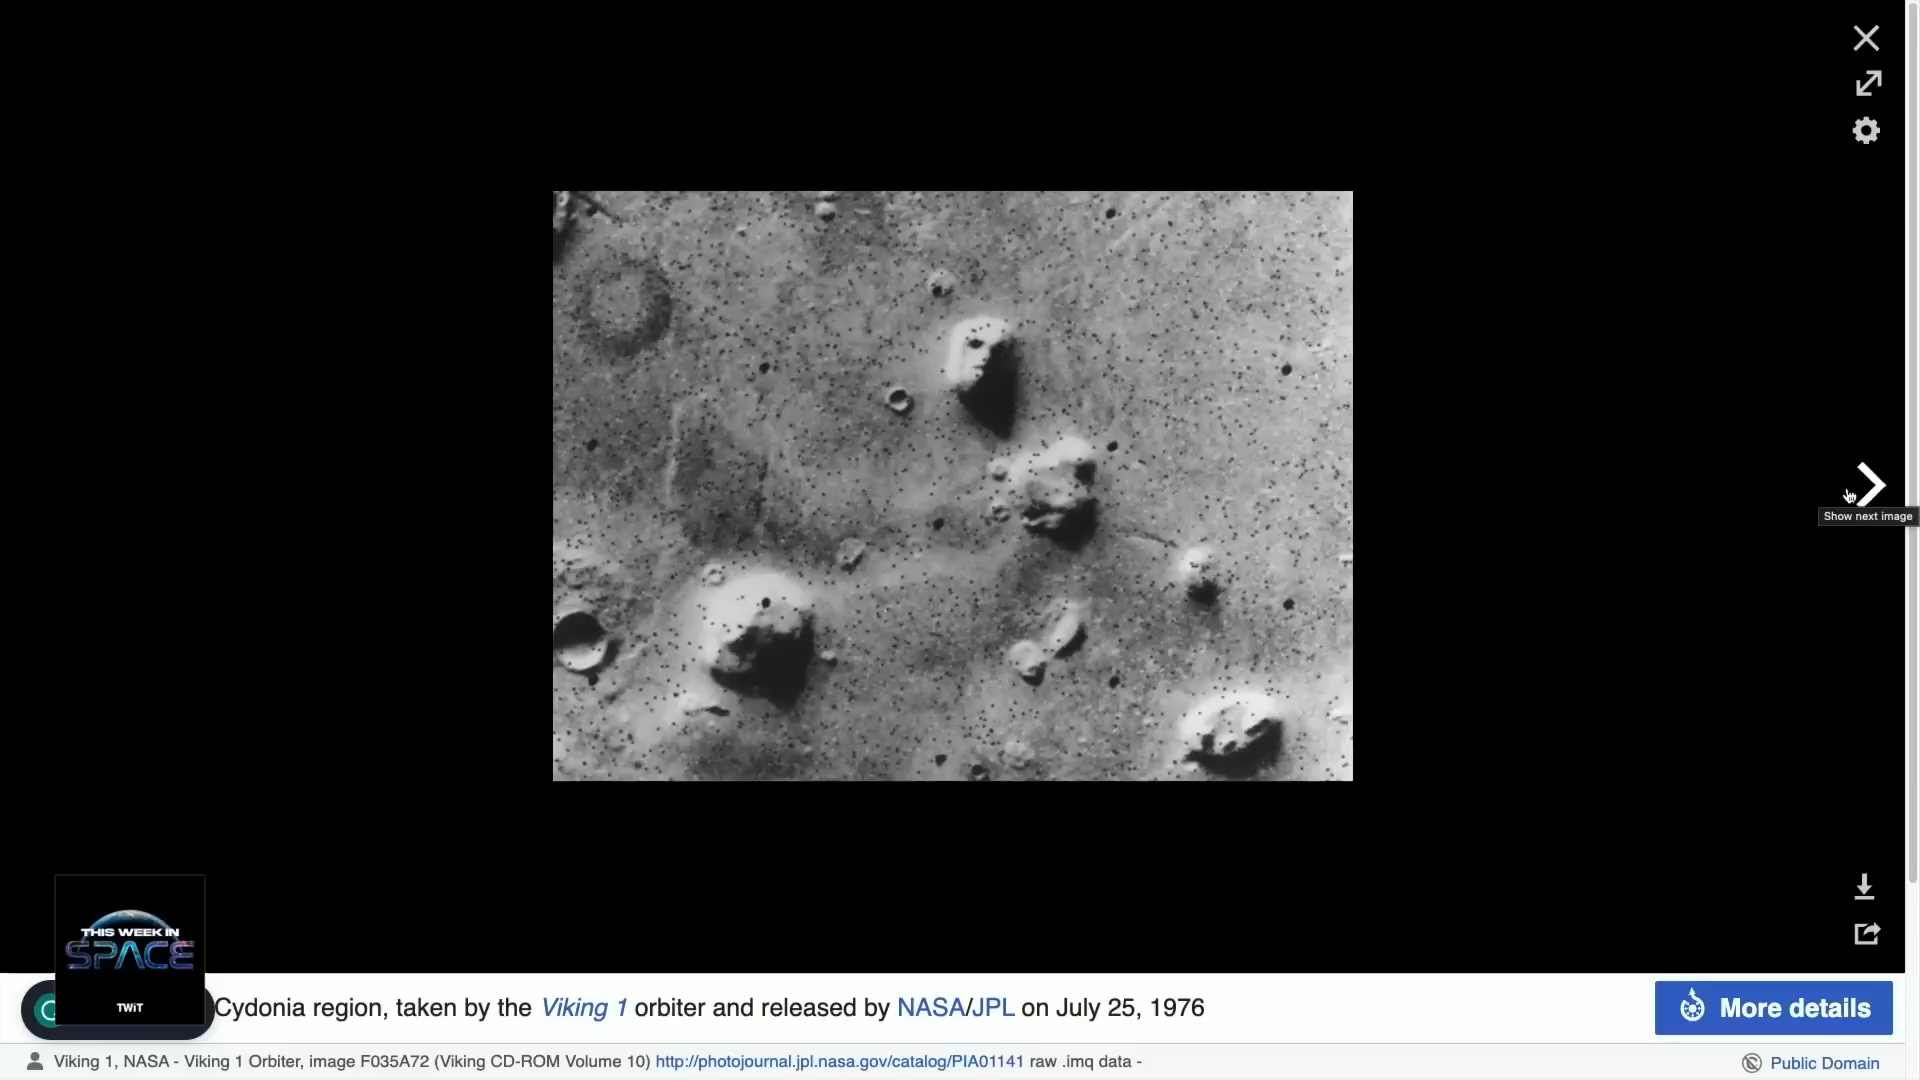 Show next image
THIS WEEK IN
SPACE
TWiT
Cydonia region, taken by the Viking 1 orbiter and released by NASA/JPL on July 25, 1976
More details
Viking 1, NASA - Viking 1 Orbiter, image F035A72 (Viking CD-ROM Volume 10) http://photojournal.jpl.nasa.gov/catalog/PIA01141 raw .imq data -
Public Domain